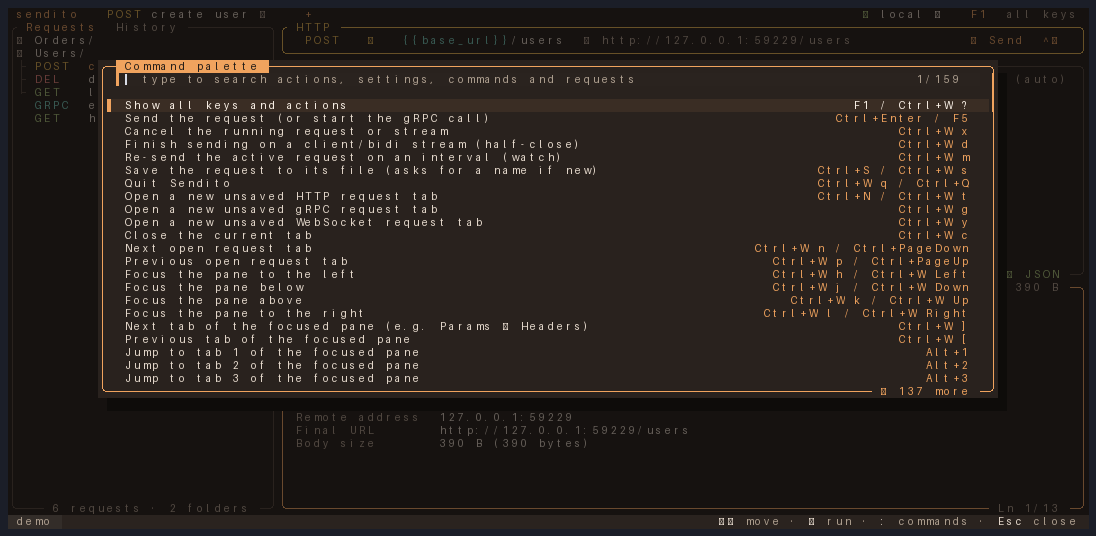 sendito POST create user + local F1 all keys
Requests History HTTP
Orders/ POST {{base_url}}/users http://127.0.0.1:59229/users Send
Users/
POST c
DEL d
GET l
GRPC e
GET h
(auto)
Command palette
type to search actions, settings, commands and requests 1/159
Show all keys and actions F1 / Ctrl+W ?
Send the request (or start the gRPC call) Ctrl+Enter / F5
Cancel the running request or stream Ctrl+W x
Finish sending on a client/bidi stream (half-close) Ctrl+W d
Re-send the active request on an interval (watch) Ctrl+W m
Save the request to its file (asks for a name if new) Ctrl+S / Ctrl+W s
Quit Sendito Ctrl+W q / Ctrl+Q
Open a new unsaved HTTP request tab Ctrl+N / Ctrl+W t
Open a new unsaved gRPC request tab Ctrl+W g
Open a new unsaved WebSocket request tab Ctrl+W y
Close the current tab Ctrl+W c
Next open request tab Ctrl+W n / Ctrl+PageDown
Previous open request tab Ctrl+W p / Ctrl+PageUp
Focus the pane to the left Ctrl+W h / Ctrl+W Left
Focus the pane below Ctrl+W j / Ctrl+W Down
Focus the pane above Ctrl+W k / Ctrl+W Up
Focus the pane to the right Ctrl+W l / Ctrl+W Right
Next tab of the focused pane (e.g. Params Headers) Ctrl+W ]
Previous tab of the focused pane Ctrl+W [
Jump to tab 1 of the focused pane Alt+1
Jump to tab 2 of the focused pane Alt+2
Jump to tab 3 of the focused pane Alt+3
137 more
JSON
390 B
Remote address 127.0.0.1:59229
Final URL http://127.0.0.1:59229/users
Body size 390 B (390 bytes)
6 requests · 2 folders Ln 1/13
demo move · run · : commands · Esc close